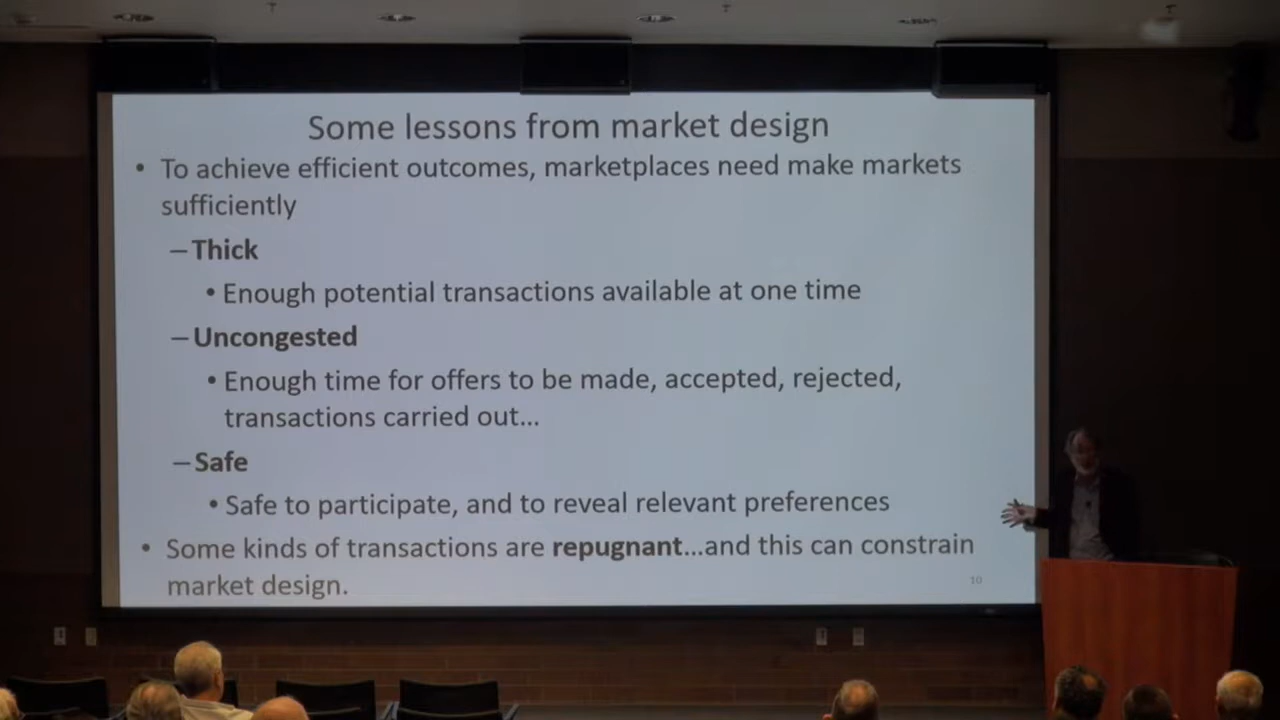 Some lessons from market design
• To achieve efficient outcomes, marketplaces need make markets
sufficiently
– Thick
• Enough potential transactions available at one time
– Uncongested
• Enough time for offers to be made, accepted, rejected,
transactions carried out...
– Safe
• Safe to participate, and to reveal relevant preferences
• Some kinds of transactions are repugnant...and this can constrain
market design.
10